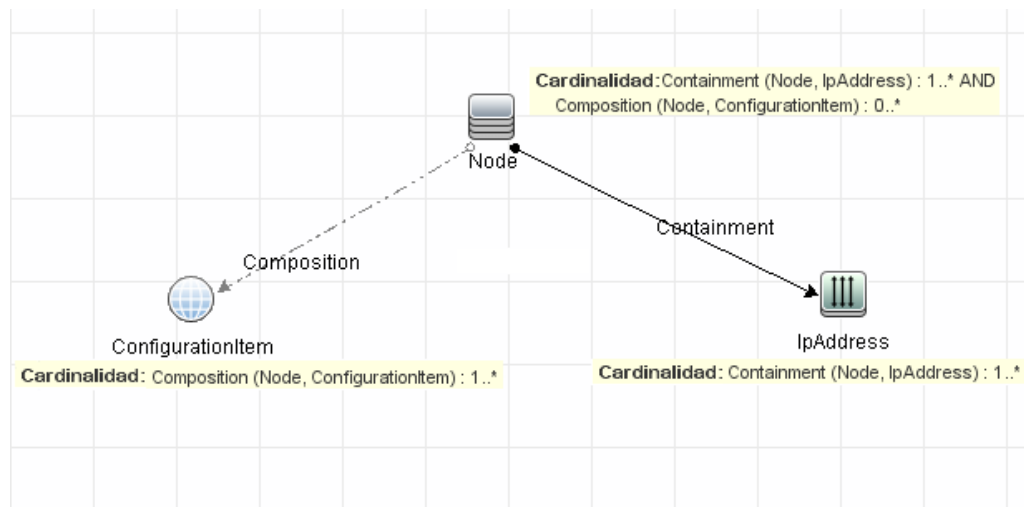 Cardinalidad:Containment (Node, IpAddress) : 1..* AND
Composition (Node, ConfigurationItem) : 0..*
Node
Containment
Composition
IpAddress
ConfigurationItem
Cardinalidad: Containment (Node, IpAddress) : 1..*
Cardinalidad: Composition (Node, ConfigurationItem) : 1..*